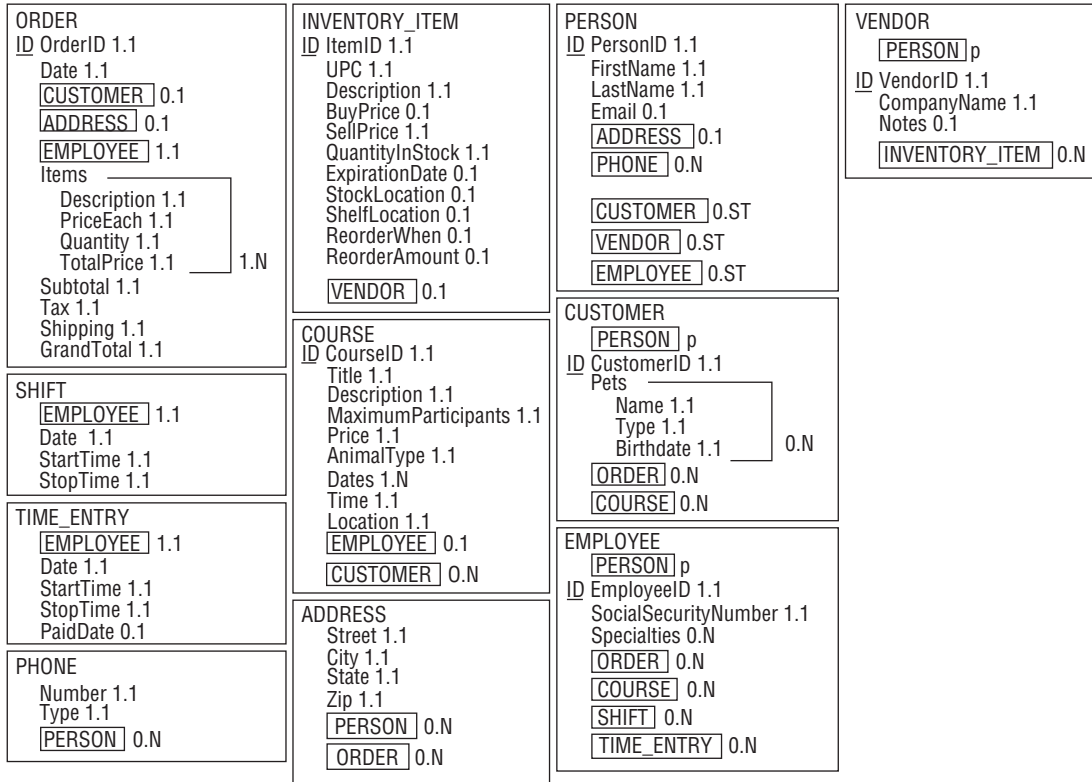 ORDER
ID OrderID 1.1
Date 1.1
CUSTOMER 0.1
ADDRESS 0.1
EMPLOYEE 1.1
Items
Description 1.1
PriceEach 1.1
Quantity 1.1
TotalPrice 1.1 1.N
Subtotal 1.1
Tax 1.1
Shipping 1.1
GrandTotal 1.1
SHIFT
EMPLOYEE 1.1
Date 1.1
StartTime 1.1
StopTime 1.1
TIME_ENTRY
EMPLOYEE 1.1
Date 1.1
StartTime 1.1
StopTime 1.1
PaidDate 0.1
PHONE
Number 1.1
Type 1.1
PERSON 0.N
INVENTORY_ITEM
ID ItemID 1.1
UPC 1.1
Description 1.1
BuyPrice 0.1
SellPrice 1.1
QuantityInStock 1.1
ExpirationDate 0.1
StockLocation 0.1
ShelfLocation 0.1
ReorderWhen 0.1
ReorderAmount 0.1
VENDOR 0.1
COURSE
ID CourseID 1.1
Title 1.1
Description 1.1
MaximumParticipants 1.1
Price 1.1
AnimalType 1.1
Dates 1.N
Time 1.1
Location 1.1
EMPLOYEE 0.1
CUSTOMER O.N
ADDRESS
Street 1.1
City 1.1
State 1.1
Zip 1.1
PERSON 0.N
ORDER 0.N
PERSON
ID PersonID 1.1
FirstName 1.1
LastName 1.1
Email 0.1
ADDRESS 0.1
PHONE 0.N
CUSTOMER 0.ST
VENDOR 0.ST
EMPLOYEE 0.ST
CUSTOMER
PERSON p
ID CustomerID 1.1
Pets
Name 1.1
Type 1.1
Birthdate 1.1 0.N
ORDER 0.N
COURSE 0.N
EMPLOYEE
PERSON p
ID EmployeeID 1.1
SocialSecurityNumber 1.1
Specialties 0.N
ORDER 0.N
COURSE 0.N
SHIFT 0.N
TIME_ENTRY 0.N
VENDOR
PERSON p
ID VendorID 1.1
CompanyName 1.1
Notes 0.1
INVENTORY_ITEM 0.N